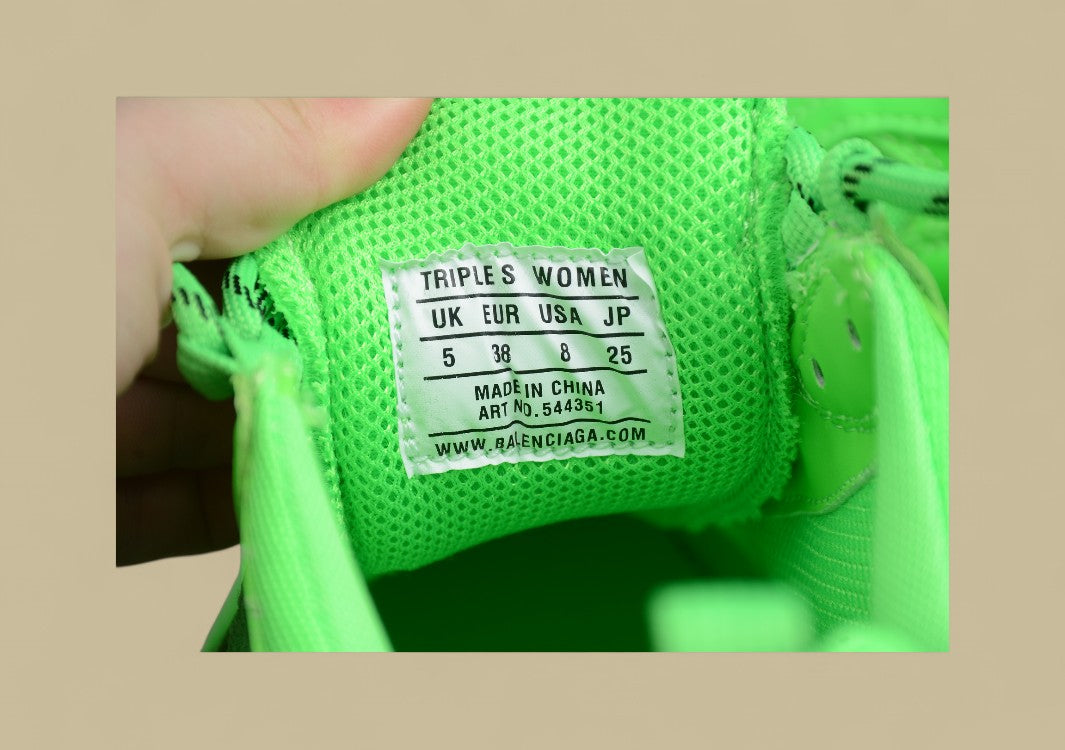 TRIPLE S WOMEN
UK EUR USA JP
5 38 8 25
MADE IN CHINA
ART NO.544351
WWW.BALENCIAGA.COM